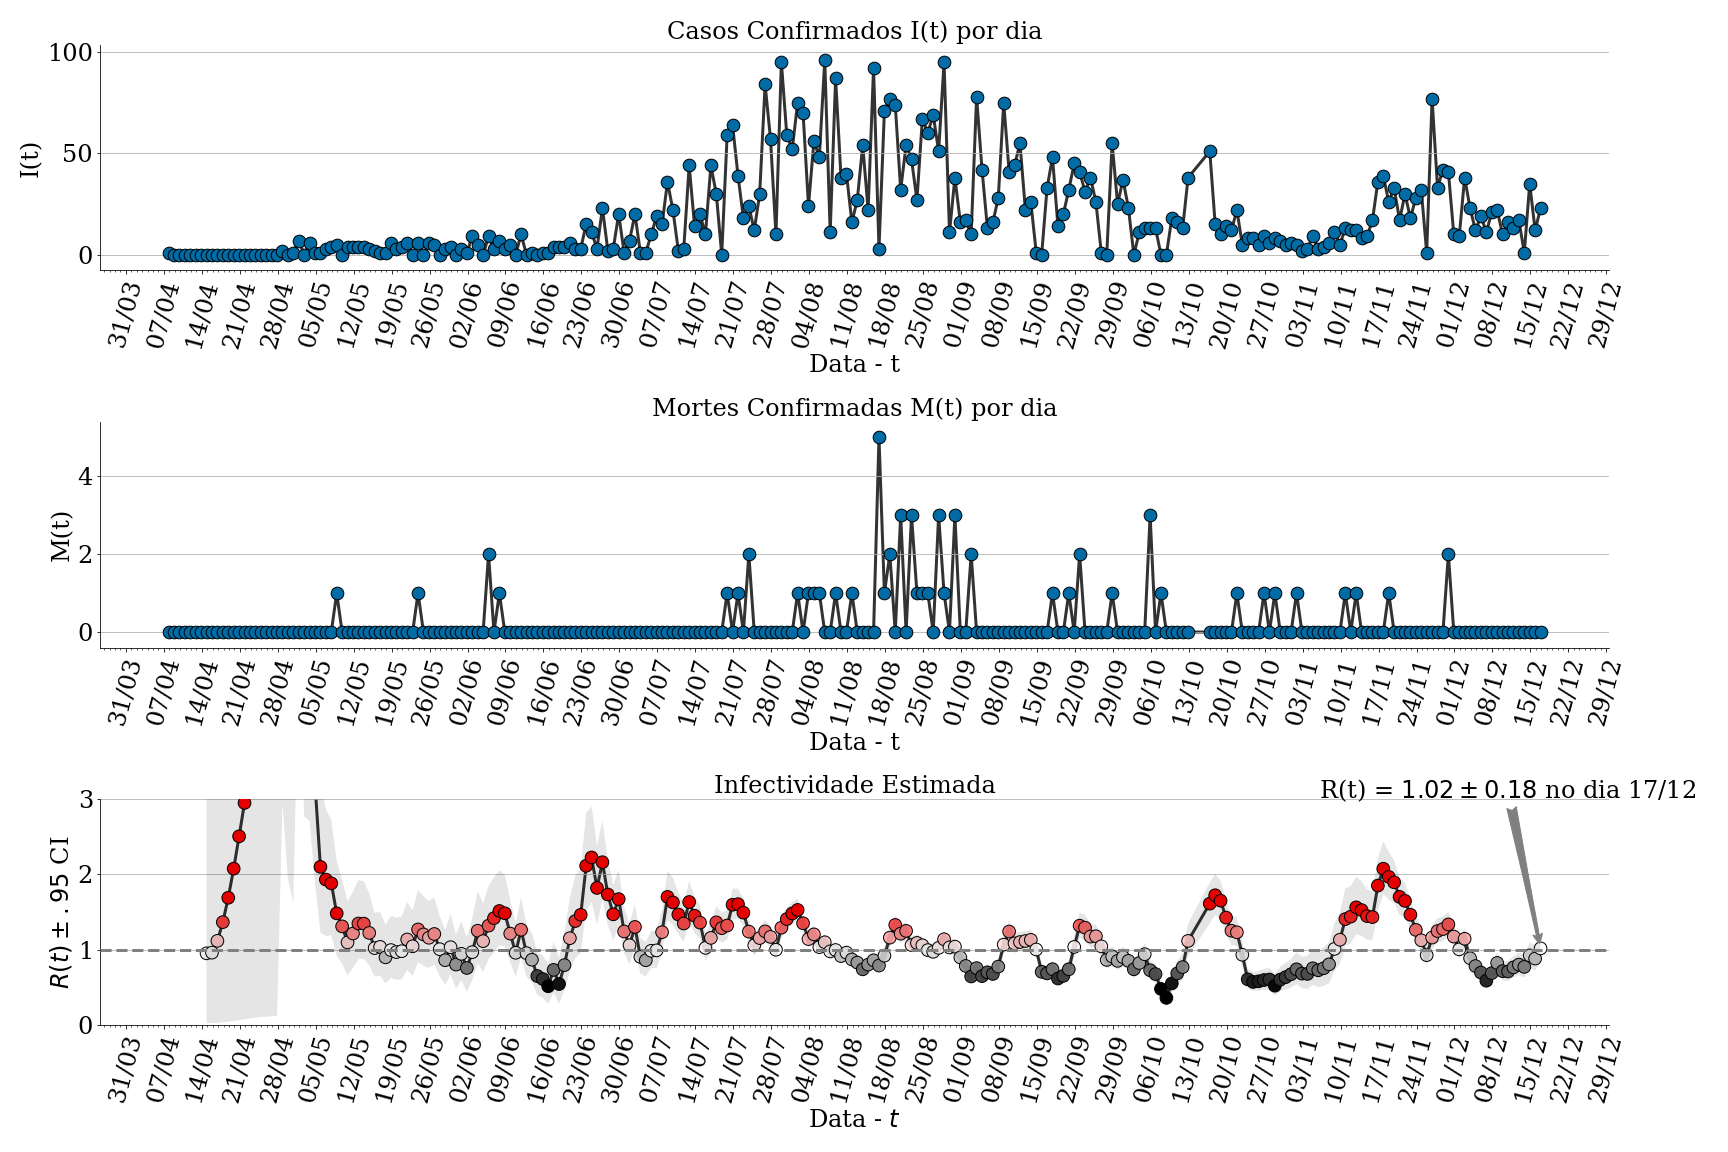 Casos Confirmados I(t) por dia
I(t)
100
50
0
31/03 07/04 14/04 21/04 28/04 05/05 12/05 19/05 26/05 02/06 09/06 16/06 23/06 30/06 07/07 14/07 21/07 28/07 04/08 11/08 18/08 25/08 01/09 08/09 15/09 22/09 29/09 06/10 13/10 20/10 27/10 03/11 10/11 17/11 24/11 01/12 08/12 15/12 22/12 29/12
Data - t
Mortes Confirmadas M(t) por dia
M(t)
4
2
0
31/03 07/04 14/04 21/04 28/04 05/05 12/05 19/05 26/05 02/06 09/06 16/06 23/06 30/06 07/07 14/07 21/07 28/07 04/08 11/08 18/08 25/08 01/09 08/09 15/09 22/09 29/09 06/10 13/10 20/10 27/10 03/11 10/11 17/11 24/11 01/12 08/12 15/12 22/12 29/12
Data - t
Infectividade Estimada
R(t) = 1.02 ± 0.18 no dia 17/12
R(t) ± .95 CI
3
2
1
0
31/03 07/04 14/04 21/04 28/04 05/05 12/05 19/05 26/05 02/06 09/06 16/06 23/06 30/06 07/07 14/07 21/07 28/07 04/08 11/08 18/08 25/08 01/09 08/09 15/09 22/09 29/09 06/10 13/10 20/10 27/10 03/11 10/11 17/11 24/11 01/12 08/12 15/12 22/12 29/12
Data - t